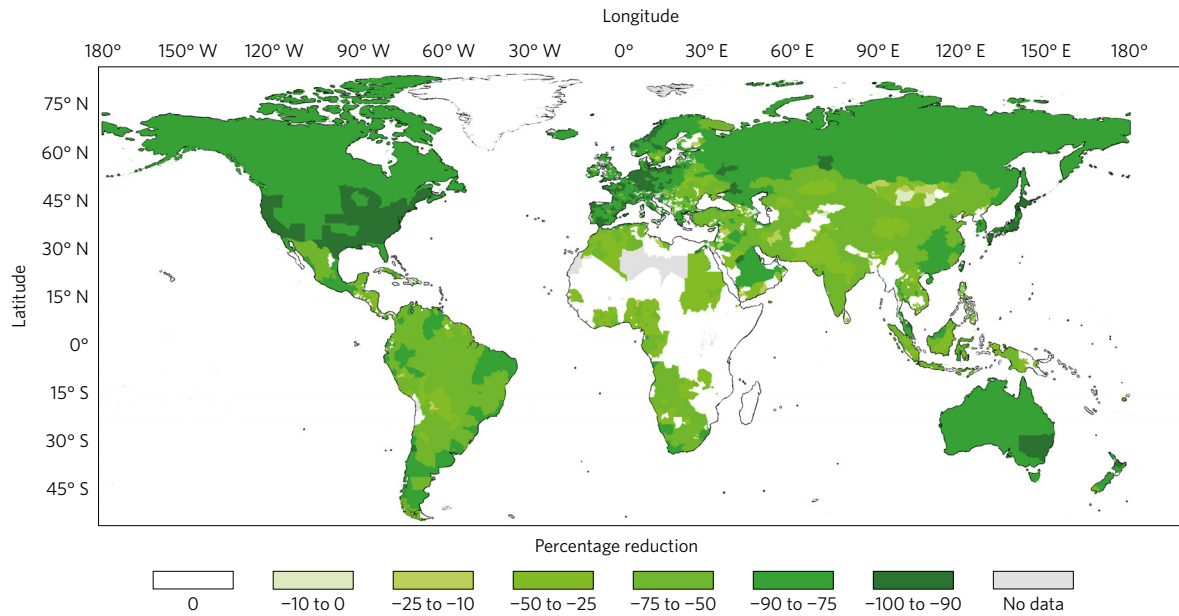 Longitude
180° 150° W 120° W 90° W 60° W 30° W 0° 30° E 60° E 90° E 120° E 150° E 180°
75° N
60° N
45° N
30° N
15° N
0°
15° S
30° S
45° S
Latitude
Percentage reduction
0 −10 to 0 −25 to −10 −50 to −25 −75 to −50 −90 to −75 −100 to −90 No data